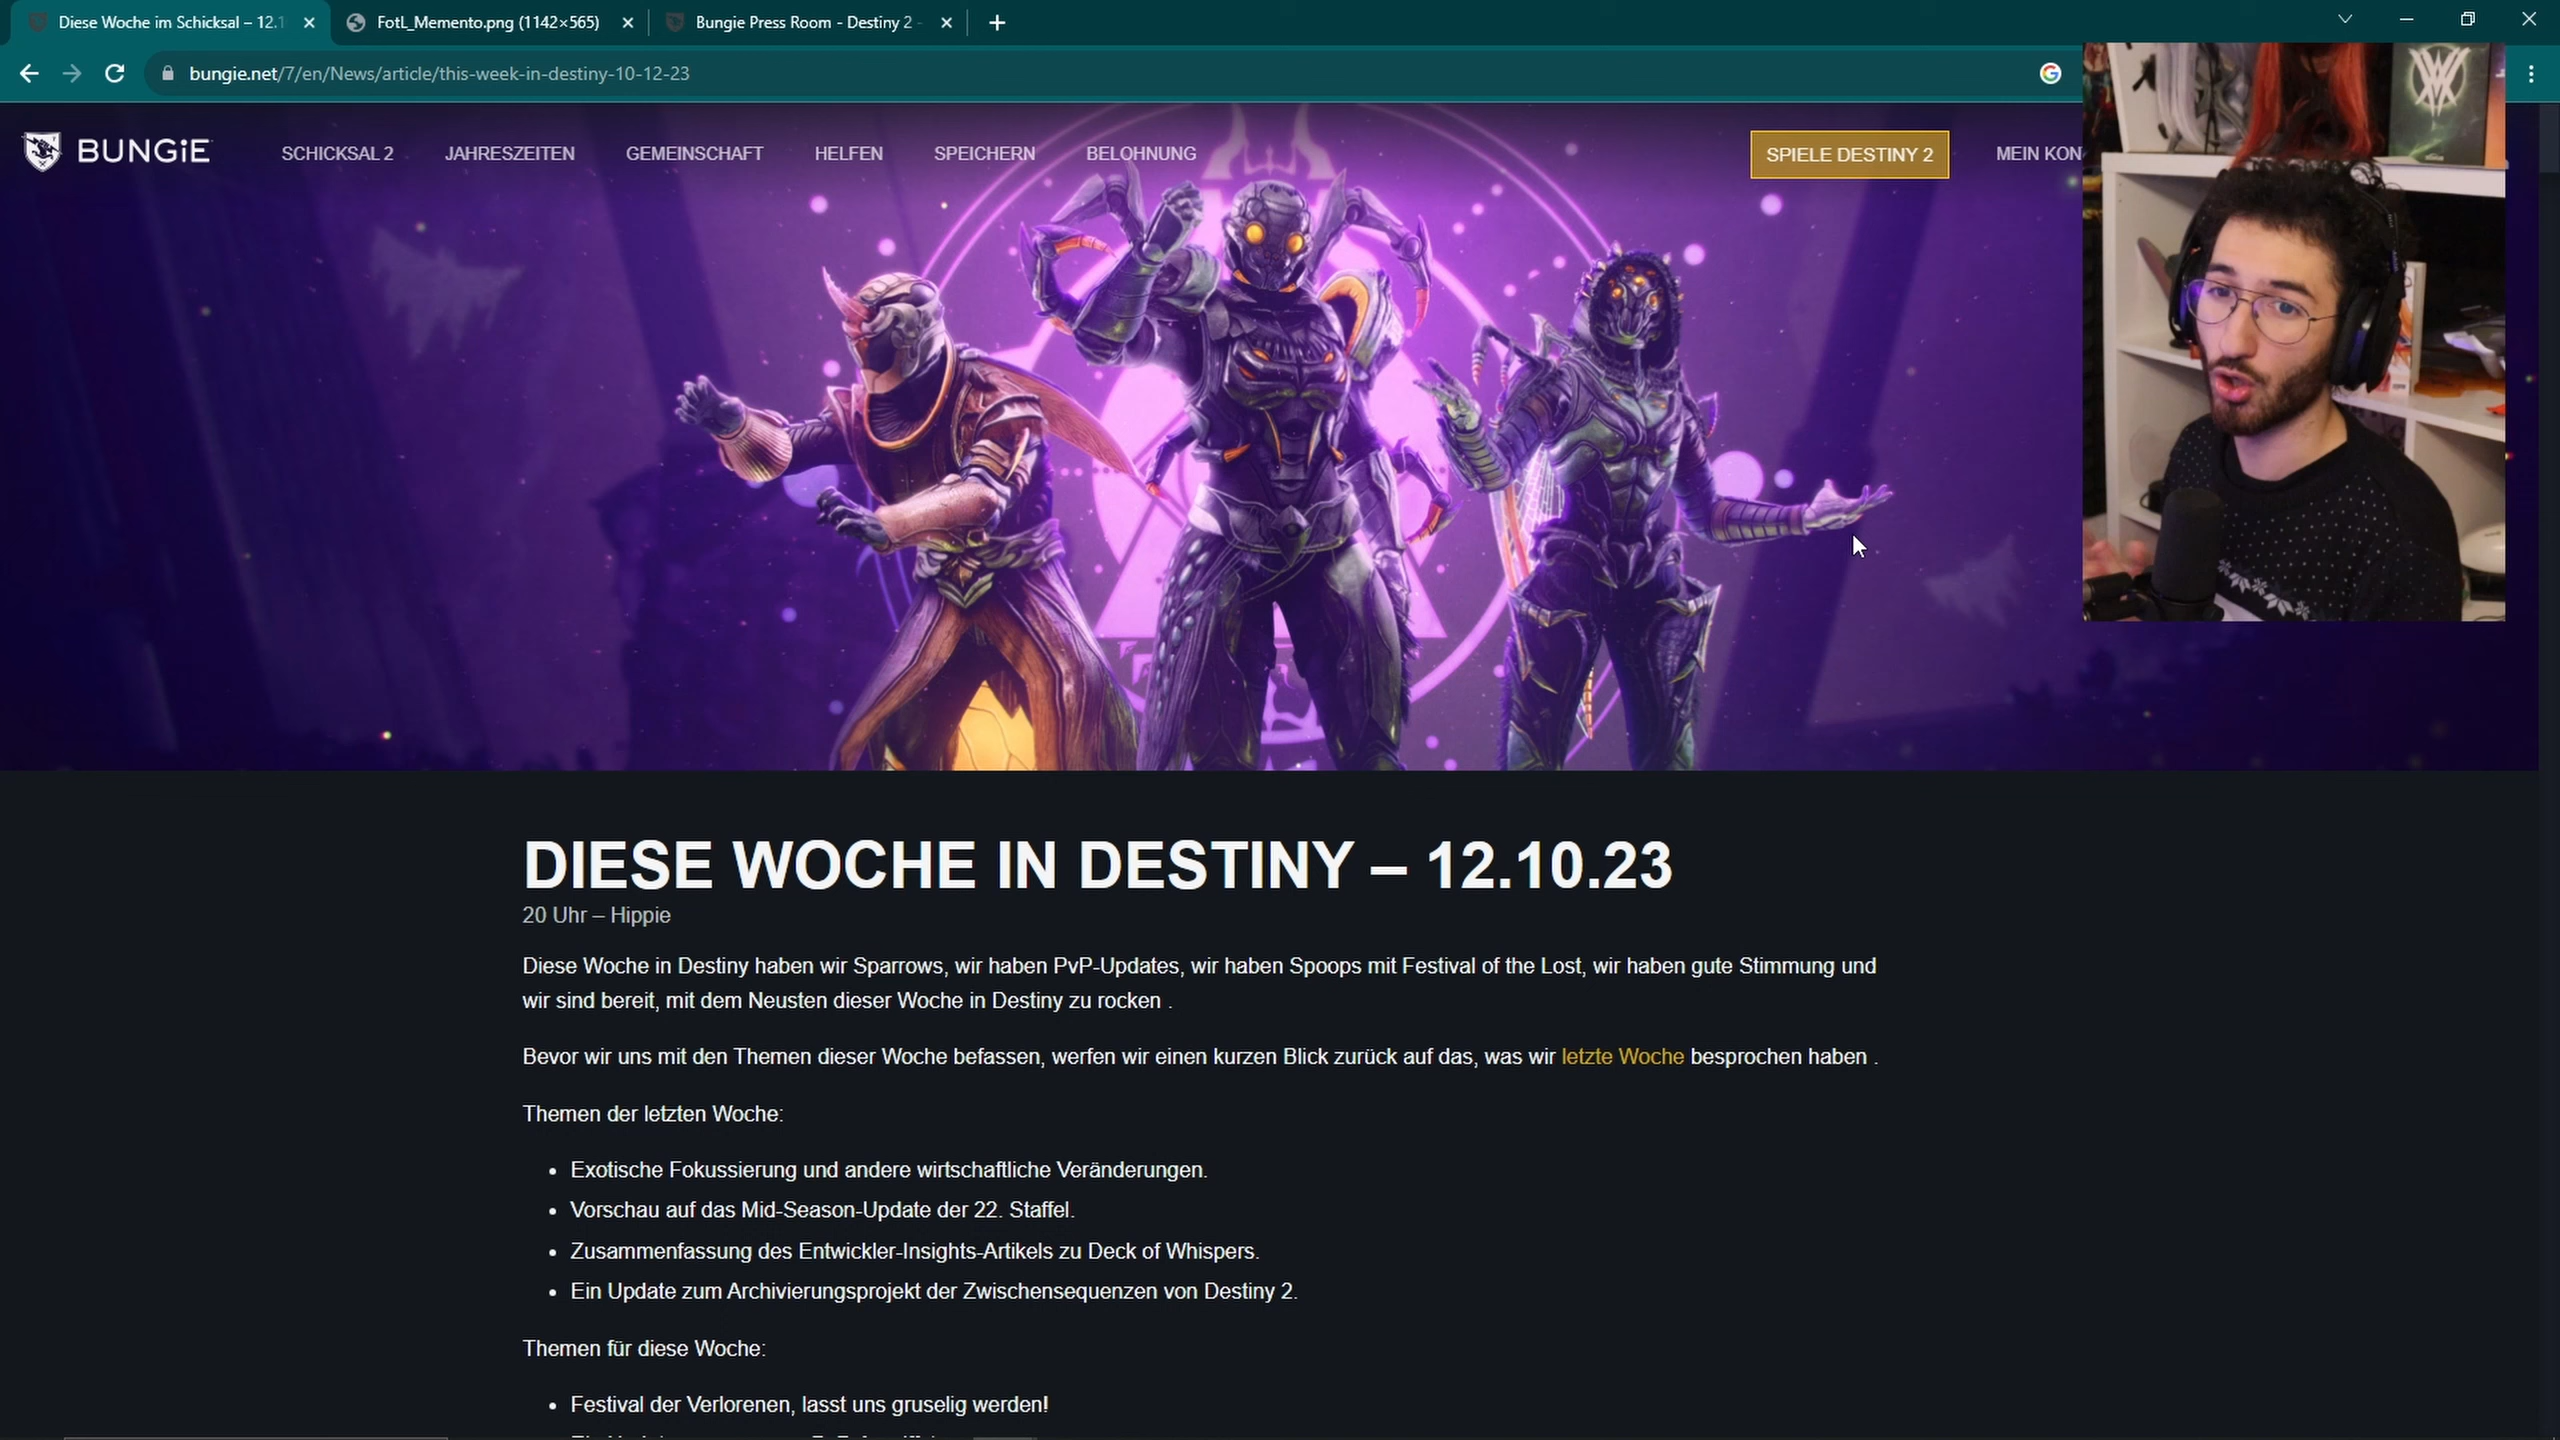 Diese Woche im Schicksal – 12.1
FotL_Memento.png (1142×565)
Bungie Press Room - Destiny 2 -
bungie.net/7/en/News/article/this-week-in-destiny-10-12-23
BUNGiE
SCHICKSAL 2
JAHRESZEITEN
GEMEINSCHAFT
HELFEN
SPEICHERN
BELOHNUNG
SPIELE DESTINY 2
MEIN KON
DIESE WOCHE IN DESTINY – 12.10.23
20 Uhr – Hippie
Diese Woche in Destiny haben wir Sparrows, wir haben PvP-Updates, wir haben Spoops mit Festival of the Lost, wir haben gute Stimmung und
wir sind bereit, mit dem Neusten dieser Woche in Destiny zu rocken .
Bevor wir uns mit den Themen dieser Woche befassen, werfen wir einen kurzen Blick zurück auf das, was wir letzte Woche besprochen haben .
Themen der letzten Woche:
• Exotische Fokussierung und andere wirtschaftliche Veränderungen.
• Vorschau auf das Mid-Season-Update der 22. Staffel.
• Zusammenfassung des Entwickler-Insights-Artikels zu Deck of Whispers.
• Ein Update zum Archivierungsprojekt der Zwischensequenzen von Destiny 2.
Themen für diese Woche:
• Festival der Verlorenen, lasst uns gruselig werden!